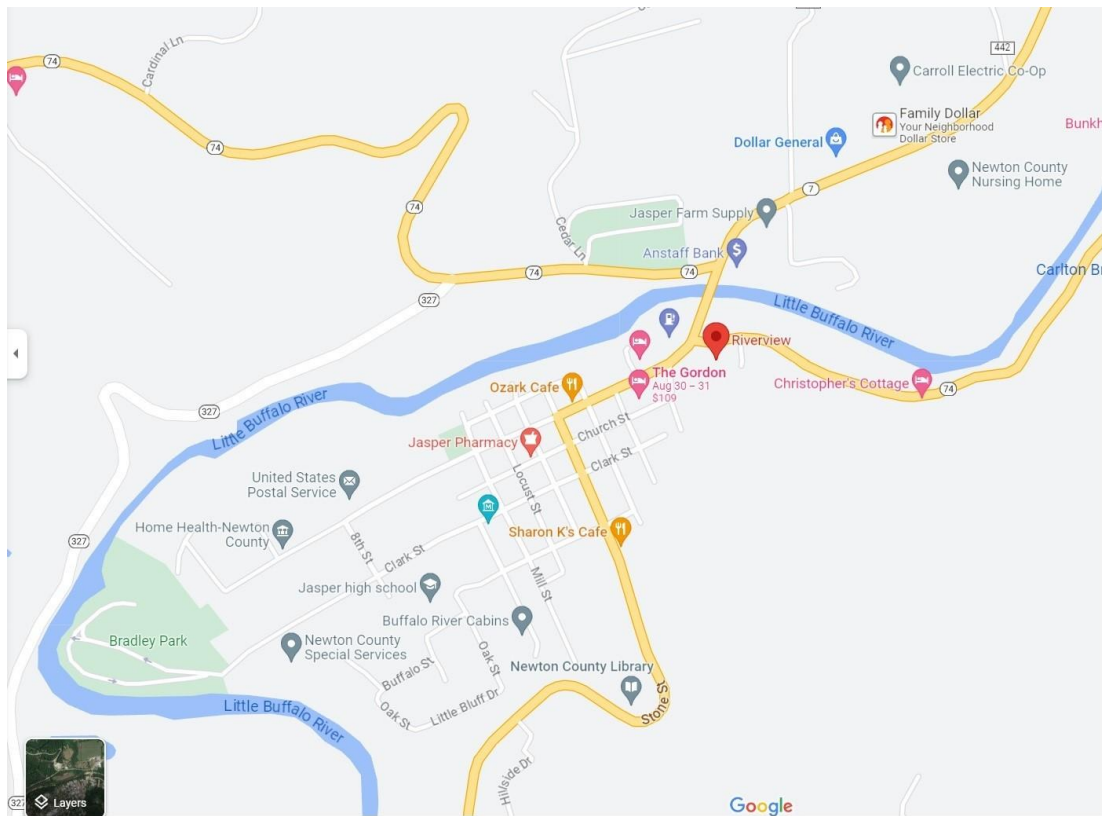 Cardinal Ln
74
442
Carroll Electric Co-Op
Family Dollar
Your Neighborhood
Dollar Store
Bunkh
Dollar General
74
Newton County
Nursing Home
7
74
Jasper Farm Supply
Cedar Ln
Anstaff Bank
74
74
Carlton B
327
Little Buffalo River
Riverview
The Gordon
Aug 30 – 31
$109
Christopher's Cottage
74
Ozark Cafe
327
Little Buffalo River
Church St
Jasper Pharmacy
Clark St
United States
Postal Service
Locust St
Home Health-Newton
County
Sharon K's Cafe
327
8th St
Clark St
Jasper high school
Mill St
Buffalo River Cabins
Bradley Park
Newton County
Special Services
Oak St
Buffalo St
Newton County Library
Little Bluff Dr
Oak St
Stone St
Little Buffalo River
Hillside Dr
Layers
Google